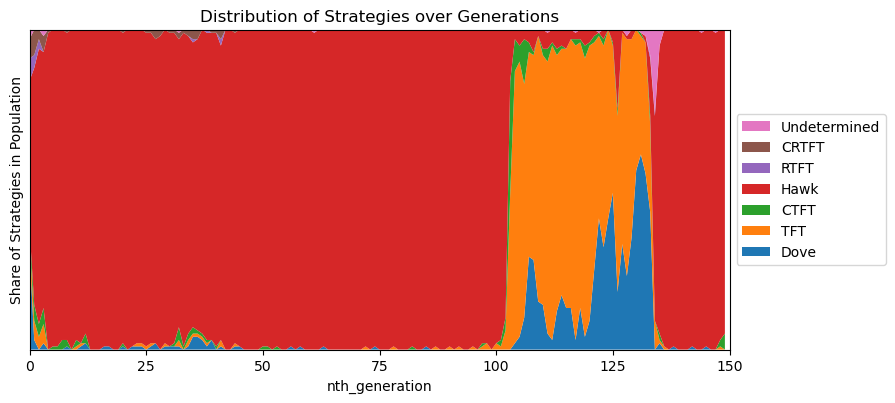 Distribution of Strategies over Generations
Share of Strategies in Population
0
25
50
75
100
125
150
nth_generation
Undetermined
CRTFT
RTFT
Hawk
CTFT
TFT
Dove